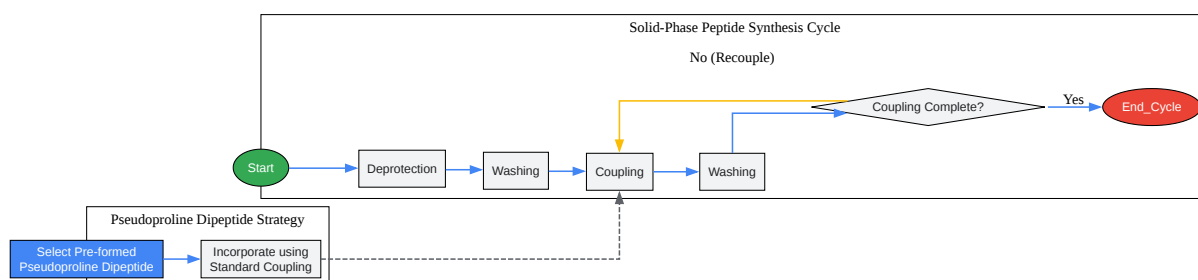 Solid-Phase Peptide Synthesis Cycle
No (Recouple)
Coupling Complete?
Yes
End_Cycle
Start
Deprotection
Washing
Coupling
Washing
Pseudoproline Dipeptide Strategy
Select Pre-formed
Pseudoproline Dipeptide
Incorporate using
Standard Coupling